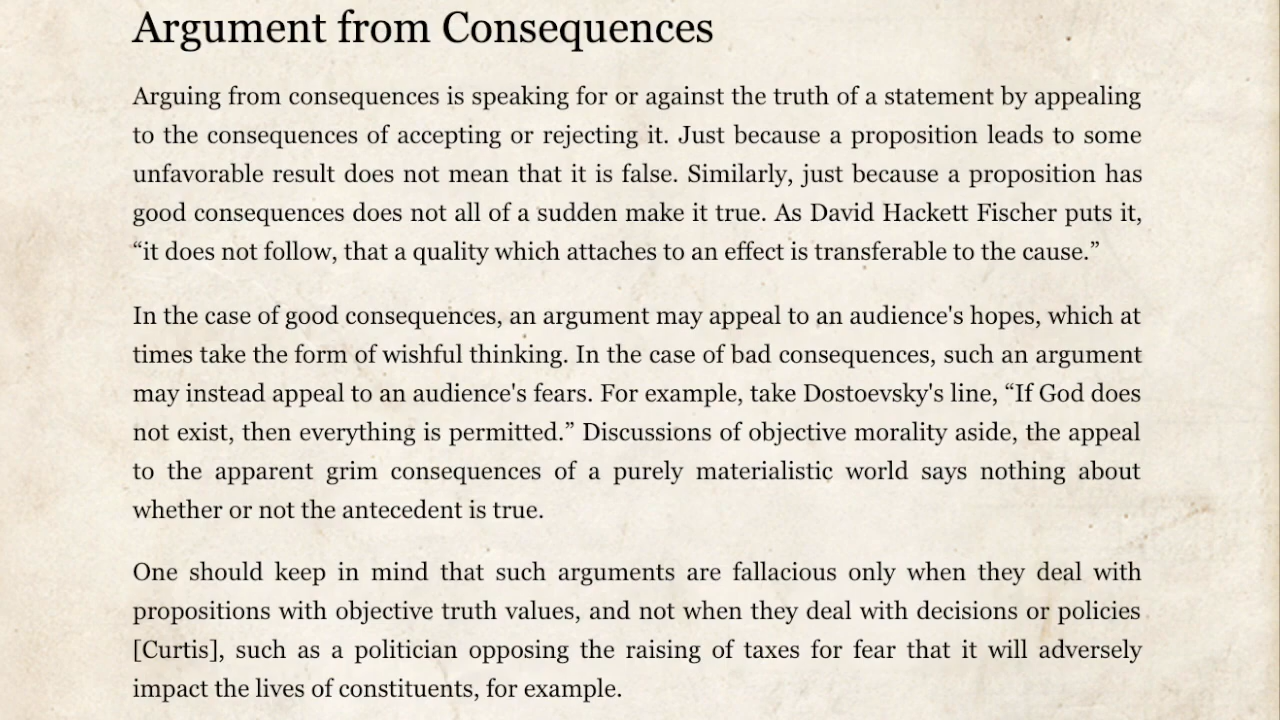 Argument from Consequences
Arguing from consequences is speaking for or against the truth of a statement by appealing
to the consequences of accepting or rejecting it. Just because a proposition leads to some
unfavorable result does not mean that it is false. Similarly, just because a proposition has
good consequences does not all of a sudden make it true. As David Hackett Fischer puts it,
“it does not follow, that a quality which attaches to an effect is transferable to the cause.”
In the case of good consequences, an argument may appeal to an audience's hopes, which at
times take the form of wishful thinking. In the case of bad consequences, such an argument
may instead appeal to an audience's fears. For example, take Dostoevsky's line, “If God does
not exist, then everything is permitted.” Discussions of objective morality aside, the appeal
to the apparent grim consequences of a purely materialistic world says nothing about
whether or not the antecedent is true.
One should keep in mind that such arguments are fallacious only when they deal with
propositions with objective truth values, and not when they deal with decisions or policies
[Curtis], such as a politician opposing the raising of taxes for fear that it will adversely
impact the lives of constituents, for example.